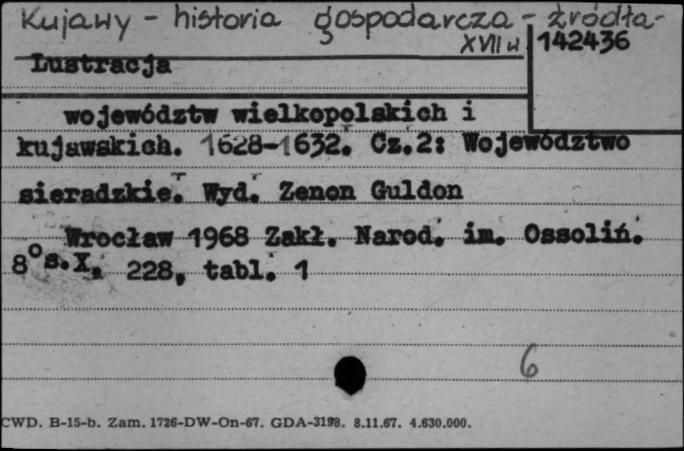 Kujawy - historia gospodarcza - źródła -
XVII w
142436
Lustracja
województw wielkopolskich i
kujawskich. 1628-1632. Cz.2: Województwo
sieradzkie. Wyd. Zenon Guldon
Wrocław 1968 Zakł. Narod. im. Ossoliń.
8° s.X, 228, tabl. 1
6
CWD. B-15-b. Zam. 1726-DW-On-67. GDA-3198. 8.11.67. 4.630.000.